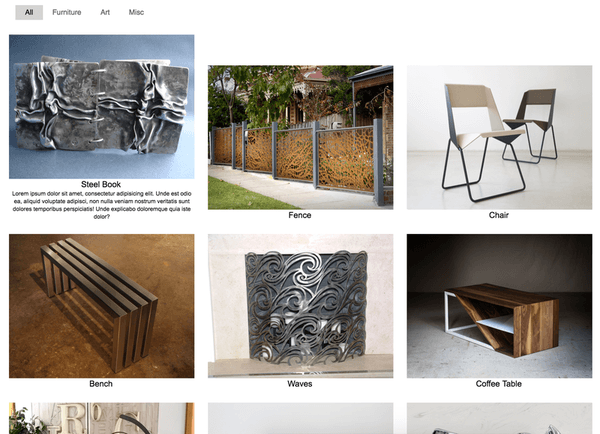 All Furniture Art Misc
Steel Book
Lorem ipsum dolor sit amet, consectetur adipisicing elit. Unde est odio
ea, aliquid voluptates adipisci, non nulla veniam nostrum veritatis sunt
dolores temporibus perspiciatis! Unde explicabo doloremque quia iste
dolor?
Fence
Chair
Bench
Waves
Coffee Table